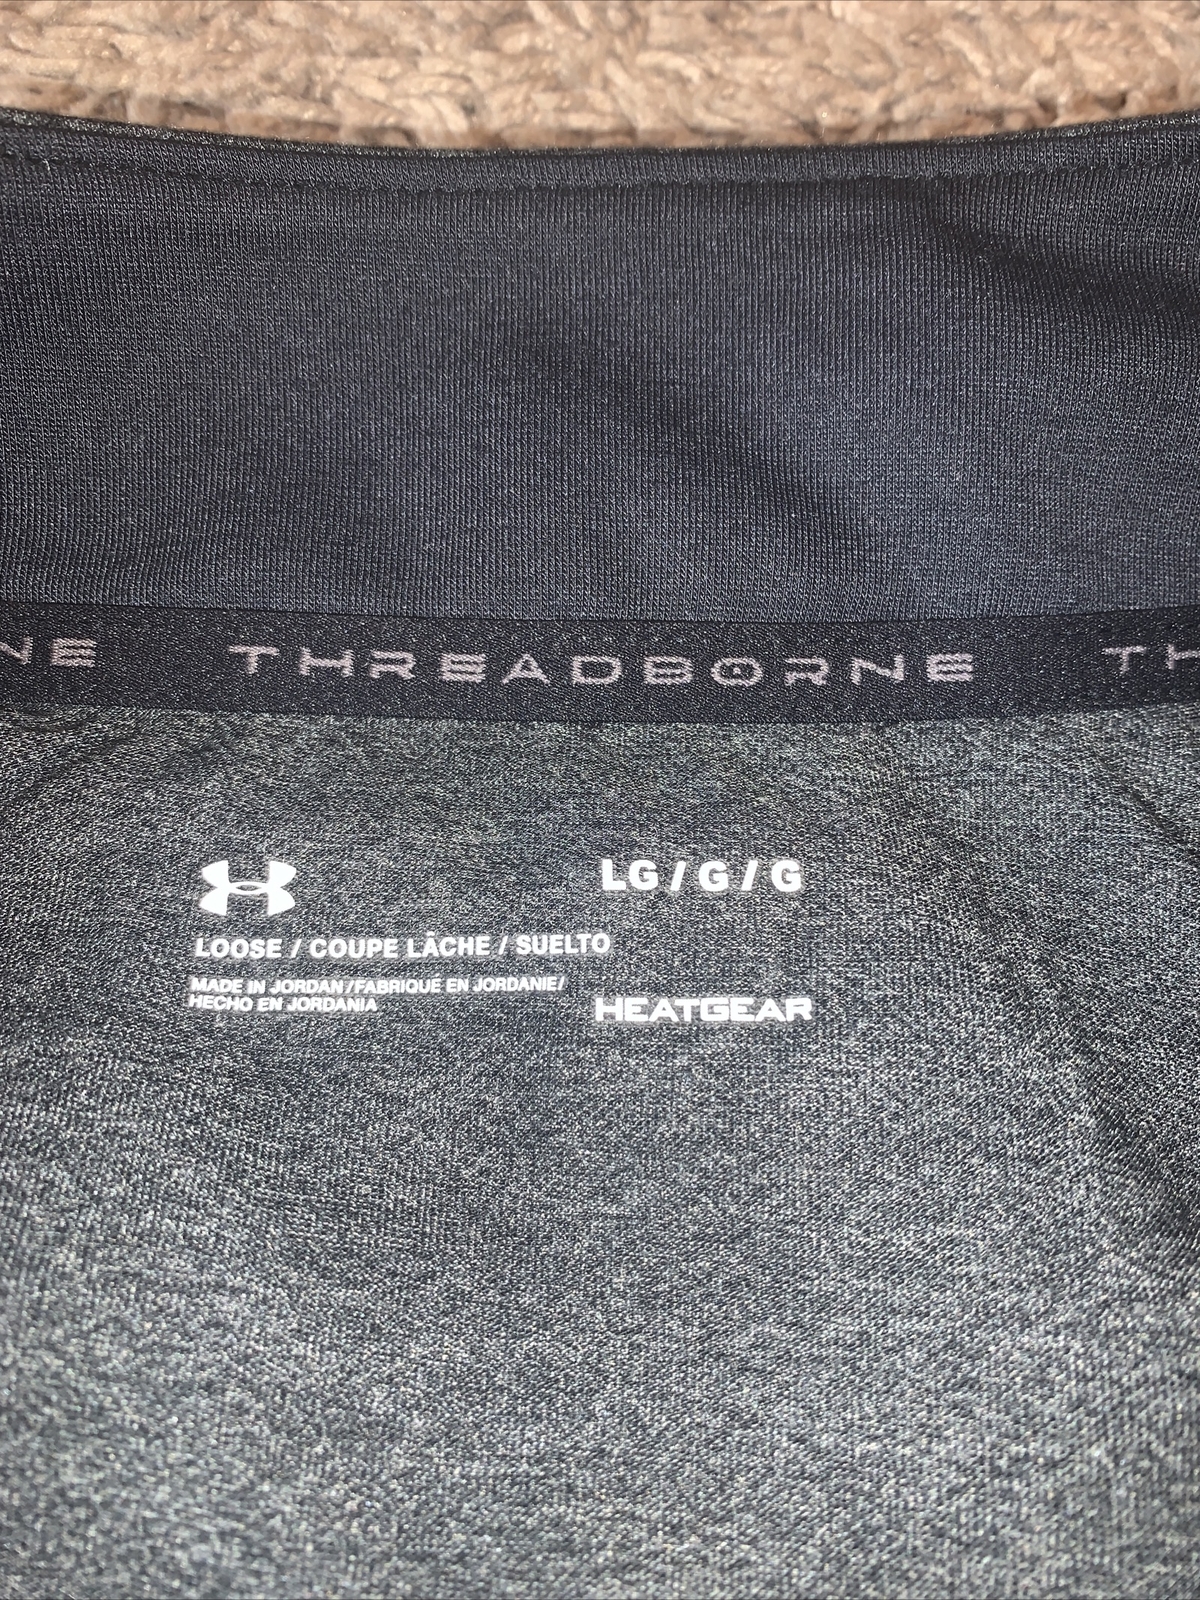 NE THREADBORNE TH
LG / G / G
LOOSE / COUPE LÂCHE / SUELTO
MADE IN JORDAN / FABRIQUÉ EN JORDANIE /
HECHO EN JORDANIA
HEATGEAR